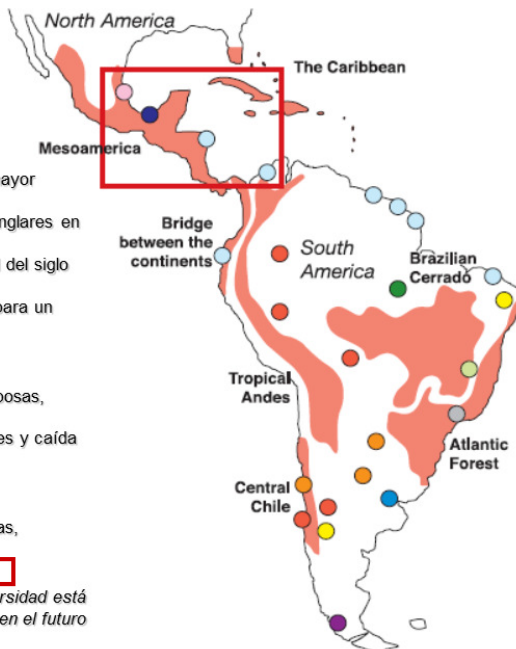 North America
The Caribbean
Mesoamerica
Bridge
between the
continents
South
America
Brazilian
Cerrado
Tropical
Andes
Atlantic
Forest
Central
Chile
ayor
nglares en
del siglo
para un
osas,
es y caída
as,
rsidad está
en el futuro